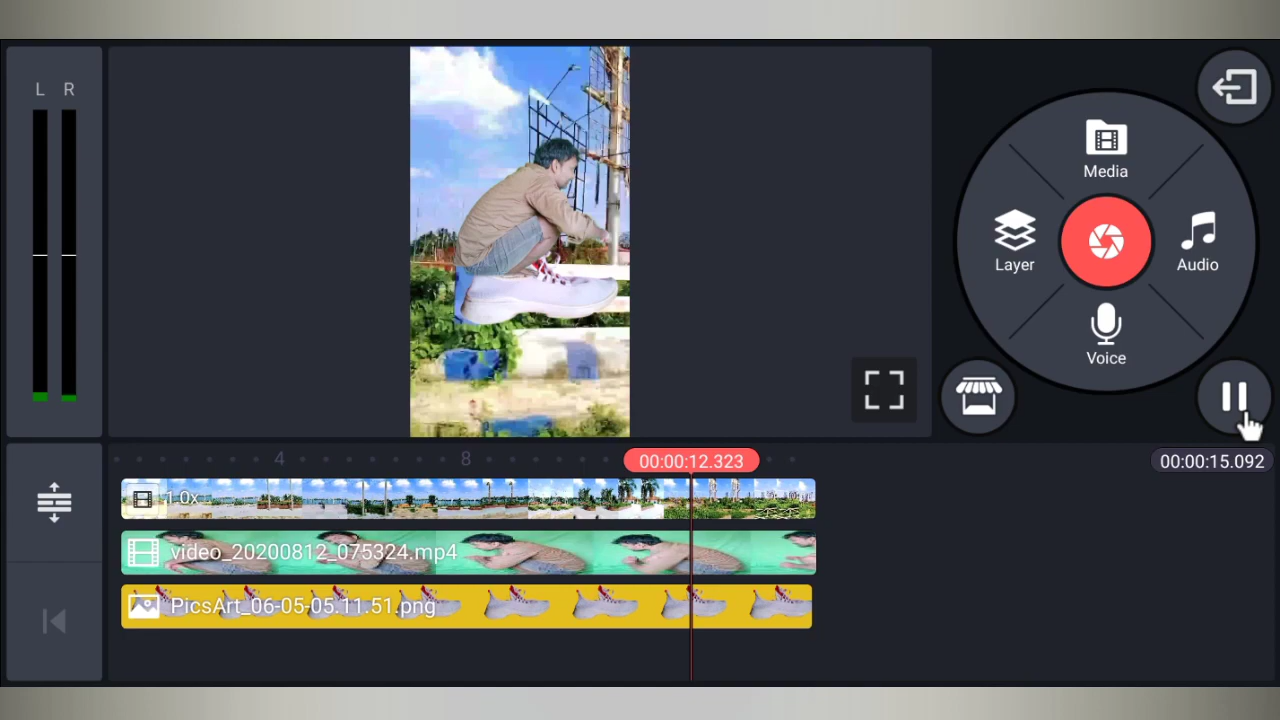 L R
Media
Layer
Audio
Voice
4
8
00:00:12.323
00:00:15.092
1.0x
video_20200812_075324.mp4
PicsArt_06-05-05.11.51.png